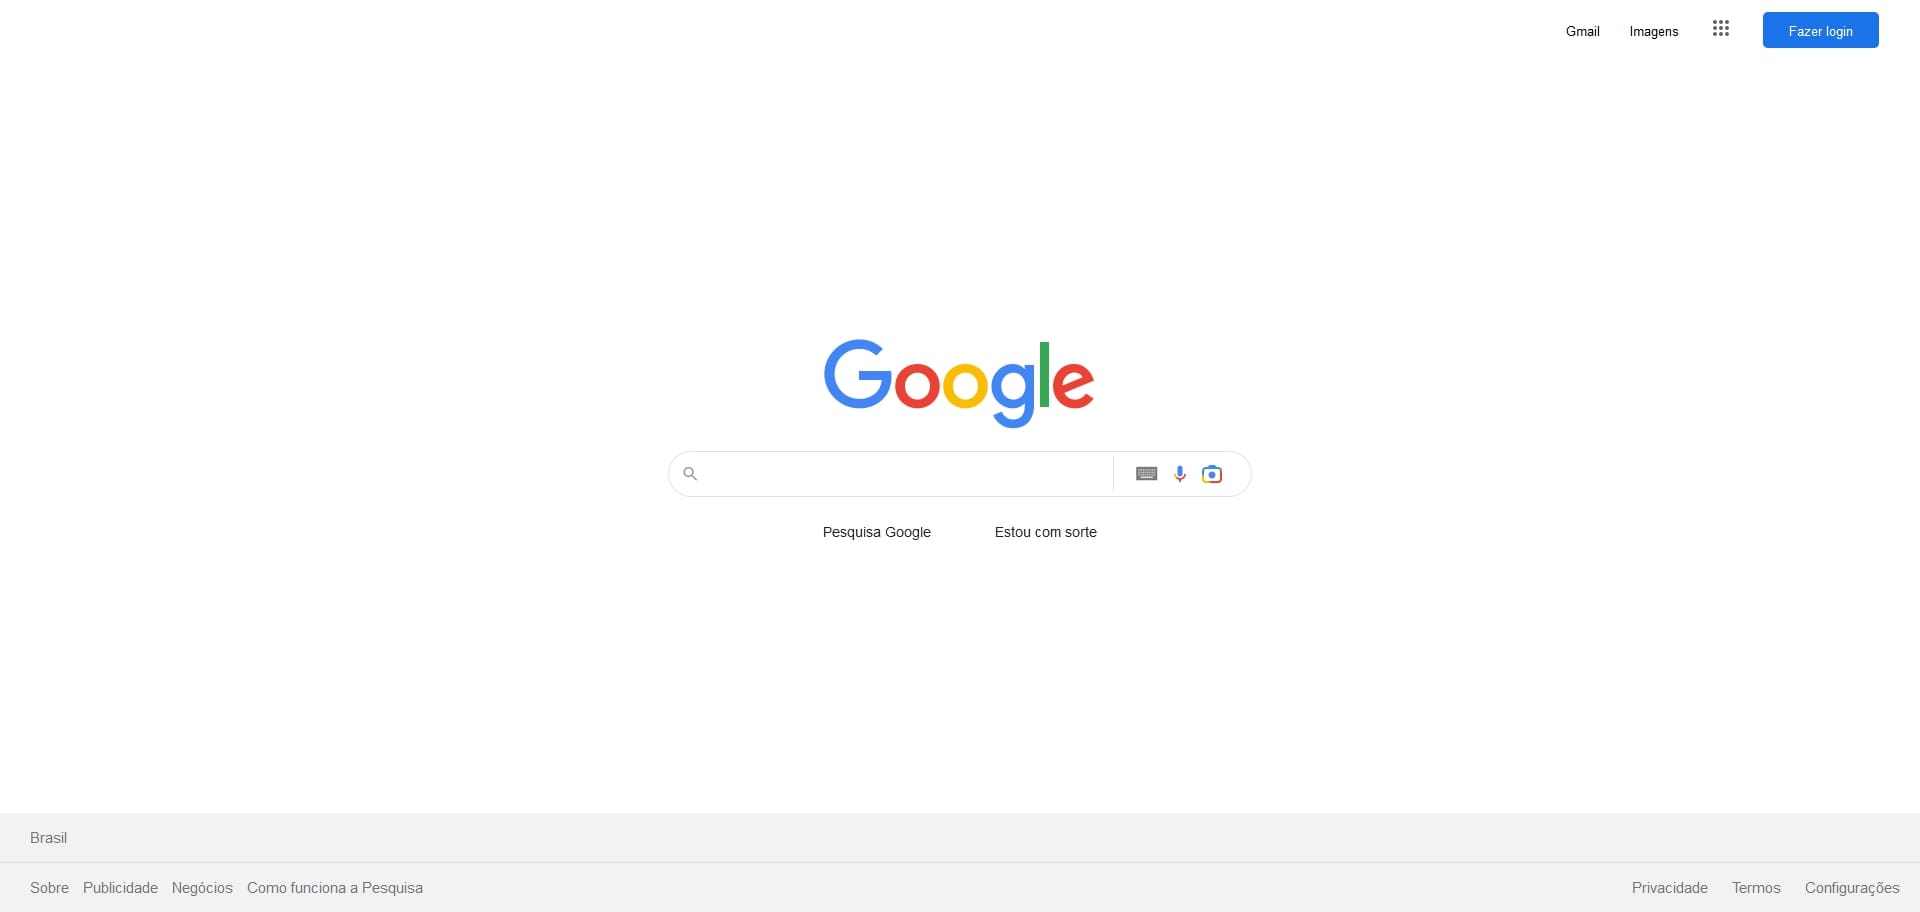 Gmail Imagens Fazer login
Google
Pesquisa Google Estou com sorte
Brasil
Sobre Publicidade Negócios Como funciona a Pesquisa Privacidade Termos Configurações